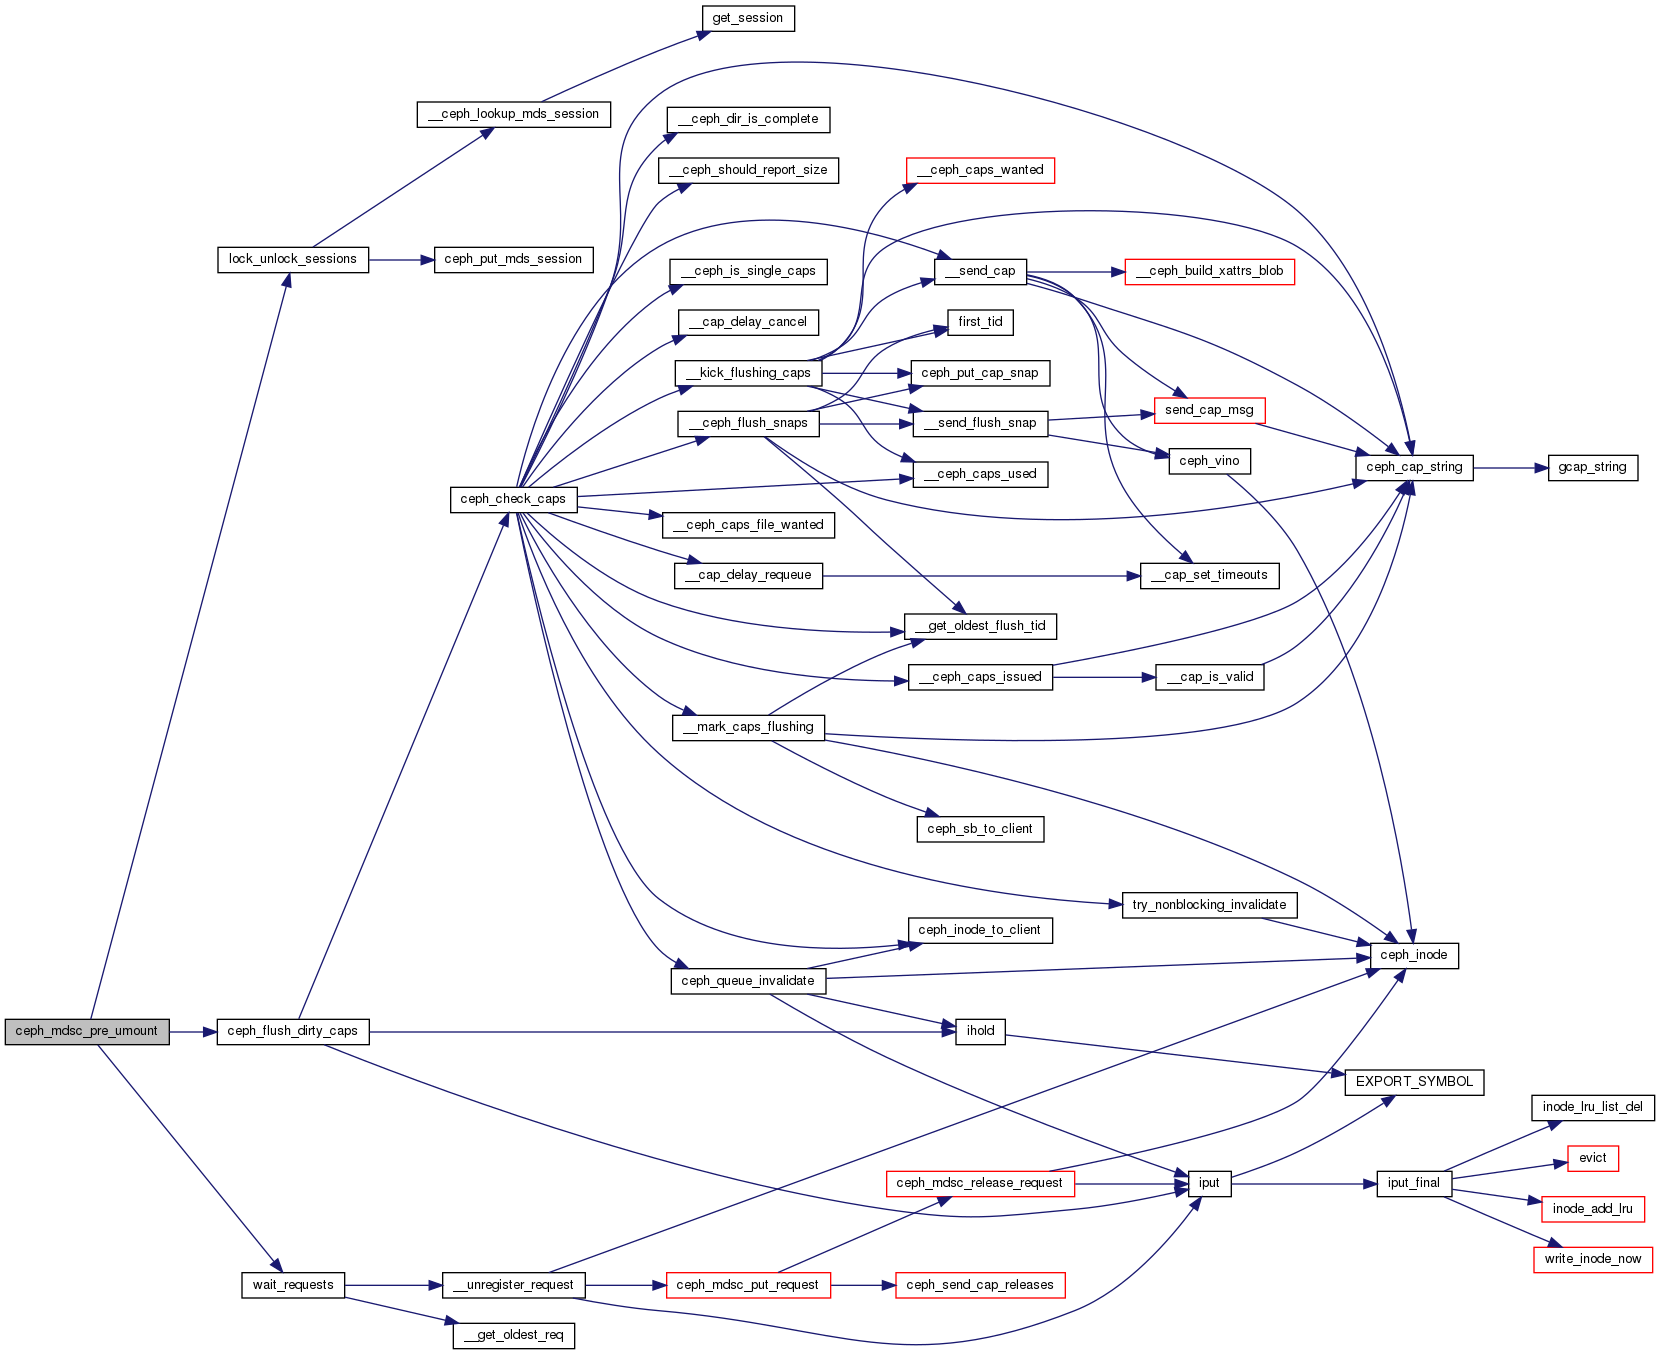 get_session
__ceph_lookup_mds_session
__ceph_dir_is_complete
__ceph_should_report_size
__ceph_caps_wanted
lock_unlock_sessions
ceph_put_mds_session
__ceph_is_single_caps
__send_cap
__ceph_build_xattrs_blob
__cap_delay_cancel
first_tid
__kick_flushing_caps
ceph_put_cap_snap
__ceph_flush_snaps
__send_flush_snap
send_cap_msg
ceph_vino
ceph_cap_string
gcap_string
__ceph_caps_used
ceph_check_caps
__ceph_caps_file_wanted
__cap_delay_requeue
__cap_set_timeouts
__get_oldest_flush_tid
__ceph_caps_issued
__cap_is_valid
__mark_caps_flushing
ceph_sb_to_client
try_nonblocking_invalidate
ceph_inode_to_client
ceph_inode
ceph_queue_invalidate
ceph_mdsc_pre_umount
ceph_flush_dirty_caps
ihold
EXPORT_SYMBOL
inode_lru_list_del
evict
ceph_mdsc_release_request
iput
iput_final
inode_add_lru
write_inode_now
wait_requests
__unregister_request
ceph_mdsc_put_request
ceph_send_cap_releases
__get_oldest_req